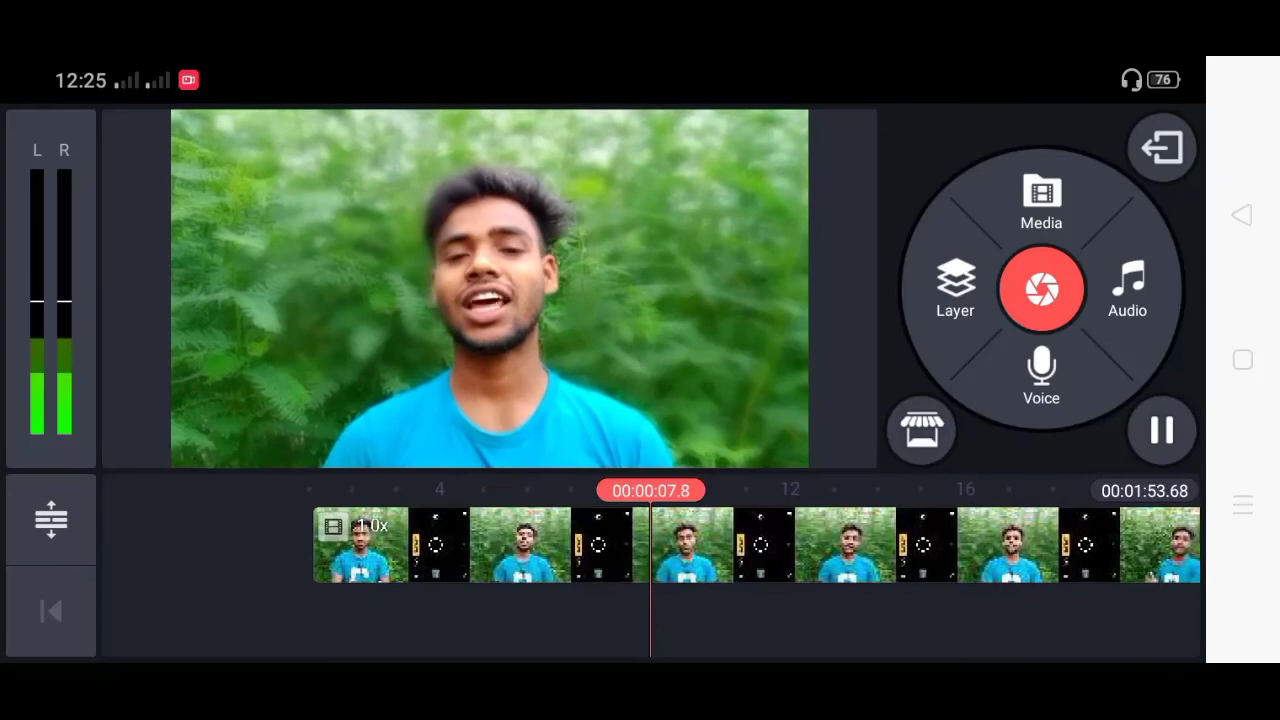 12:25
76
L R
Media
Layer
Audio
Voice
4
00:00:07.8
12
16
00:01:53.68
1.0x